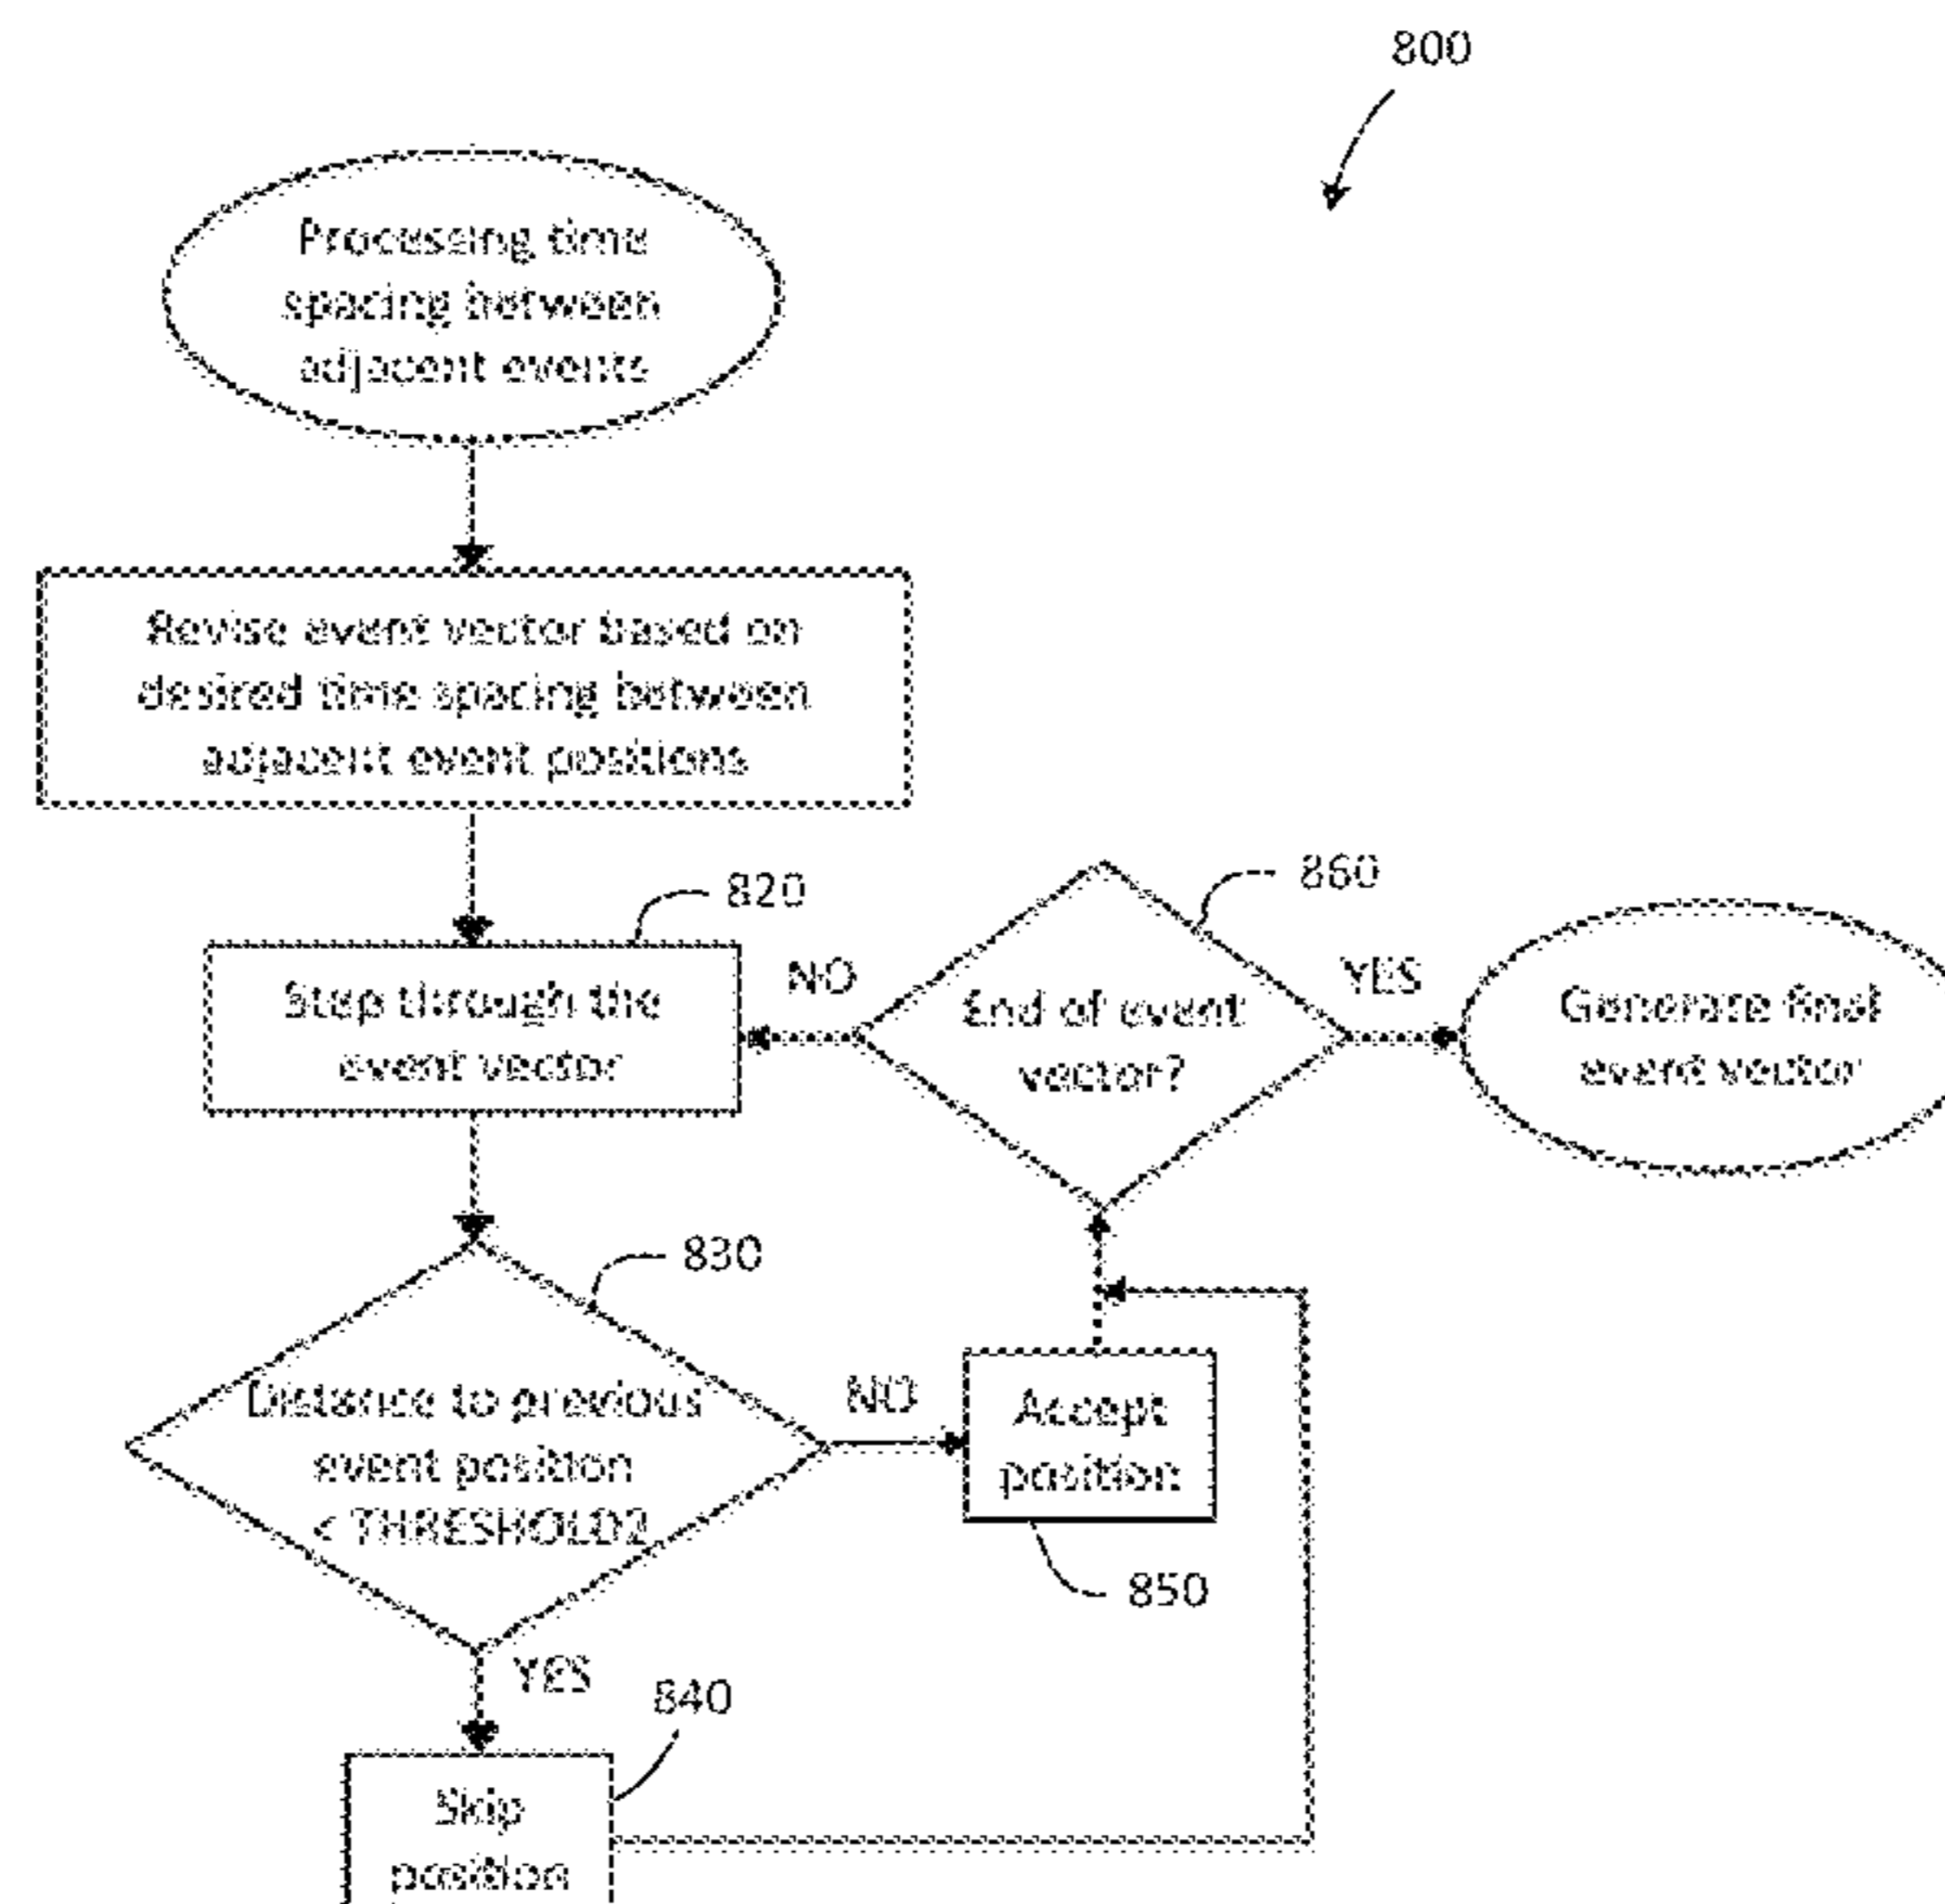 800
Processing time
spacing between
adjacent events
Revise event vector based on
desired time spacing between
adjacent event positions
820
Step through the
event vector
NO
860
End of event
vector?
YES
Generate final
event vector
830
Distance to previous
event position
< THRESHOLD2
NO
Accept
position
850
YES
840
Skip
position